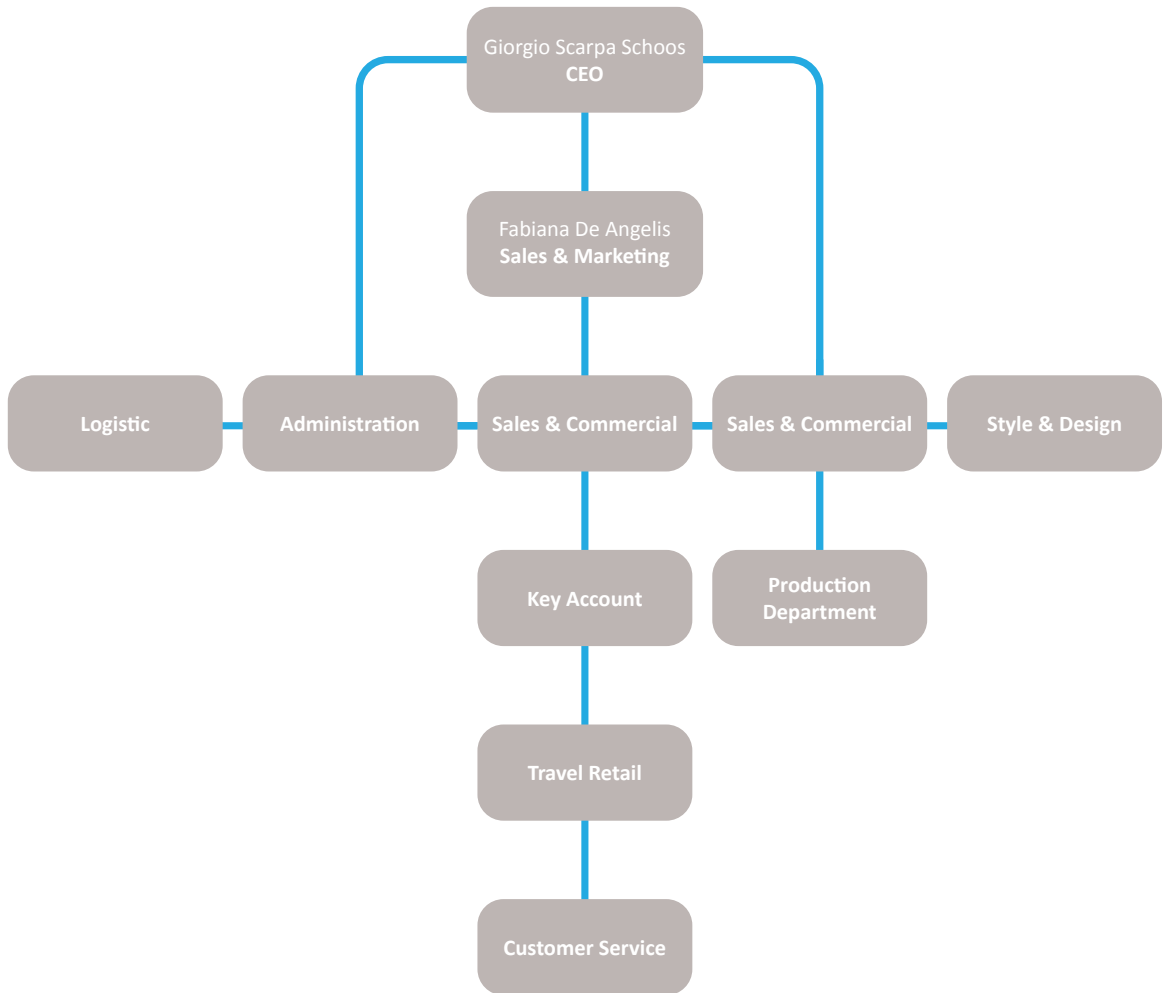 Giorgio Scarpa Schoos
CEO
Fabiana De Angelis
Sales & Marketing
Logistic
Administration
Sales & Commercial
Sales & Commercial
Style & Design
Key Account
Production
Department
Travel Retail
Customer Service